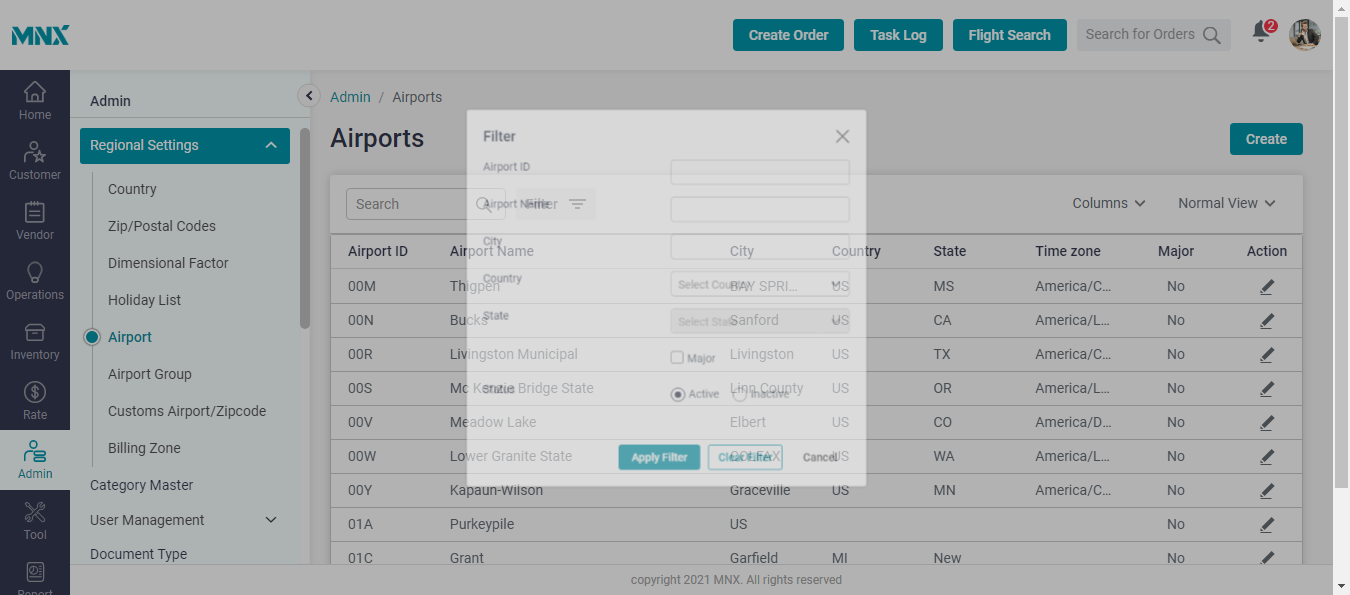 MNX
Create Order
Task Log
Flight Search
Search for Orders
2
Home
Customer
Vendor
Operations
Inventory
Rate
Admin
Tool
Report
Admin
Regional Settings
Country
Zip/Postal Codes
Dimensional Factor
Holiday List
Airport
Airport Group
Customs Airport/Zipcode
Billing Zone
Category Master
User Management
Document Type
Admin / Airports
Airports
Create
Search
Filter
Columns
Normal View
Airport ID Airport Name City Country State Time zone Major Action
00M Thigpen BAY SPRI... US MS America/C... No
00N Bucks Sanford US CA America/L... No
00R Livingston Municipal Livingston US TX America/C... No
00S Mc Kenzie Bridge State Linn County US OR America/L... No
00V Meadow Lake Elbert US CO America/D... No
00W Lower Granite State COLFAX US WA America/L... No
00Y Kapaun-Wilson Graceville US MN America/C... No
01A Purkeypile US No
01C Grant Garfield MI New No
Filter
Airport ID
Airport Name
City
Country
Select Country
State
Select State
Major
Status
Active
Inactive
Apply Filter
Clear Filter
Cancel
copyright 2021 MNX. All rights reserved